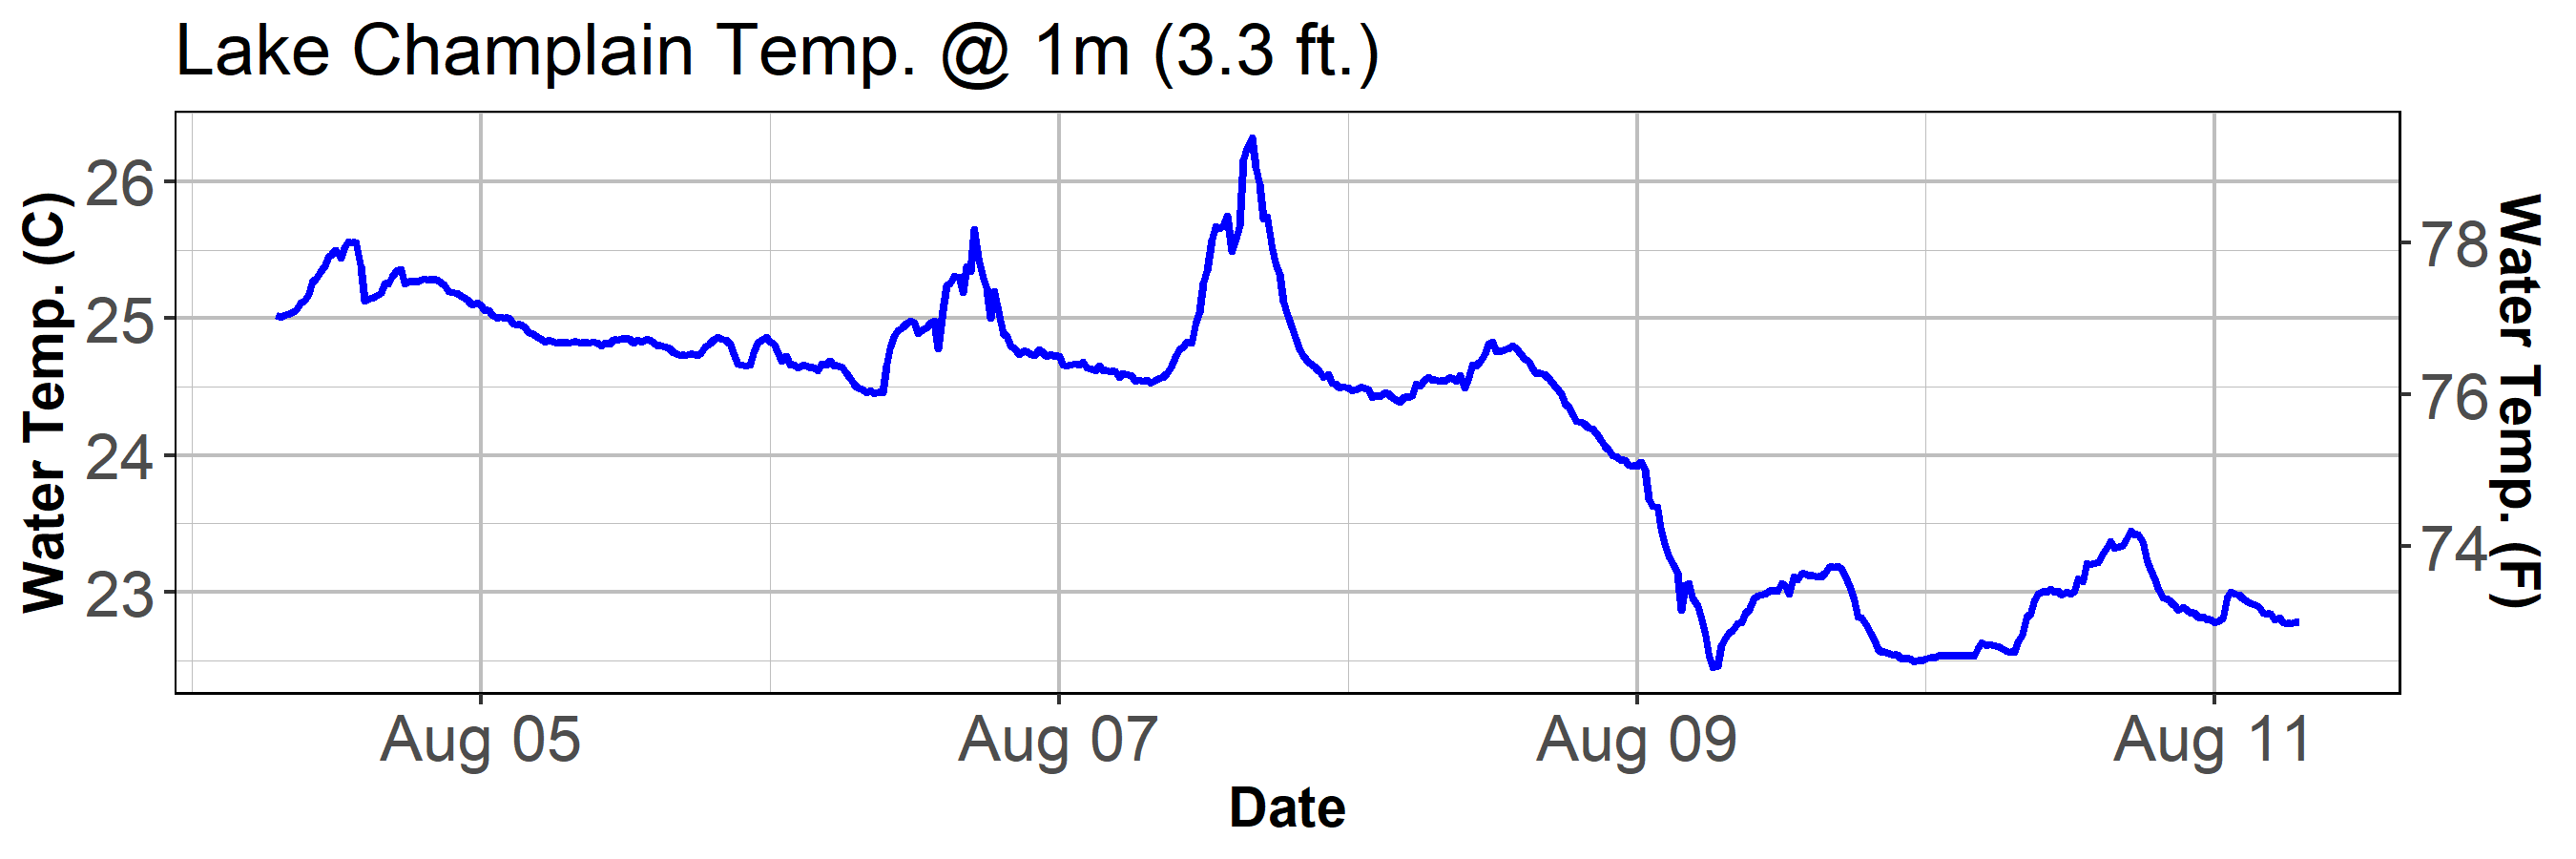 Lake Champlain Temp. @ 1m (3.3 ft.)
Water Temp. (C)
26
25
24
23
78
76
74
Water Temp. (F)
Aug 05 Aug 07 Aug 09 Aug 11
Date